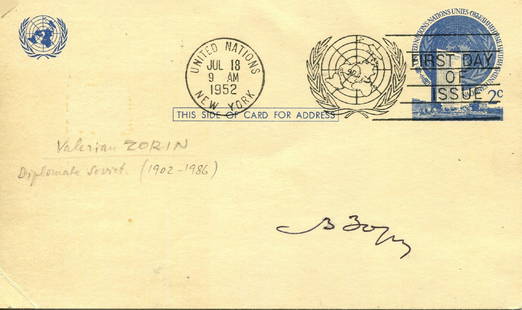 UNITED NATIONS
JUL 18
9 AM
1952
NEW YORK
FIRST DAY
OF
ISSUE
2c
THIS SIDE OF CARD FOR ADDRESS
Valerian ZORIN
Diplomate Soviet. (1902-1986)
В Зорин